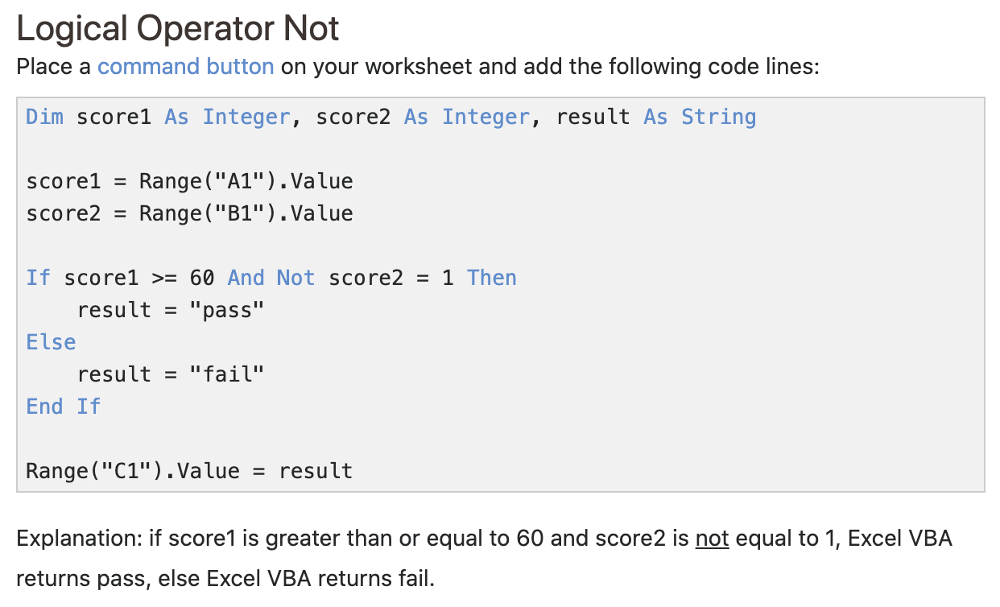 Logical Operator Not
Place a command button on your worksheet and add the following code lines:
Dim score1 As Integer, score2 As Integer, result As String
score1 = Range("A1").Value
score2 = Range("B1").Value
If score1 >= 60 And Not score2 = 1 Then
    result = "pass"
Else
    result = "fail"
End If
Range("C1").Value = result
Explanation: if score1 is greater than or equal to 60 and score2 is not equal to 1, Excel VBA
returns pass, else Excel VBA returns fail.